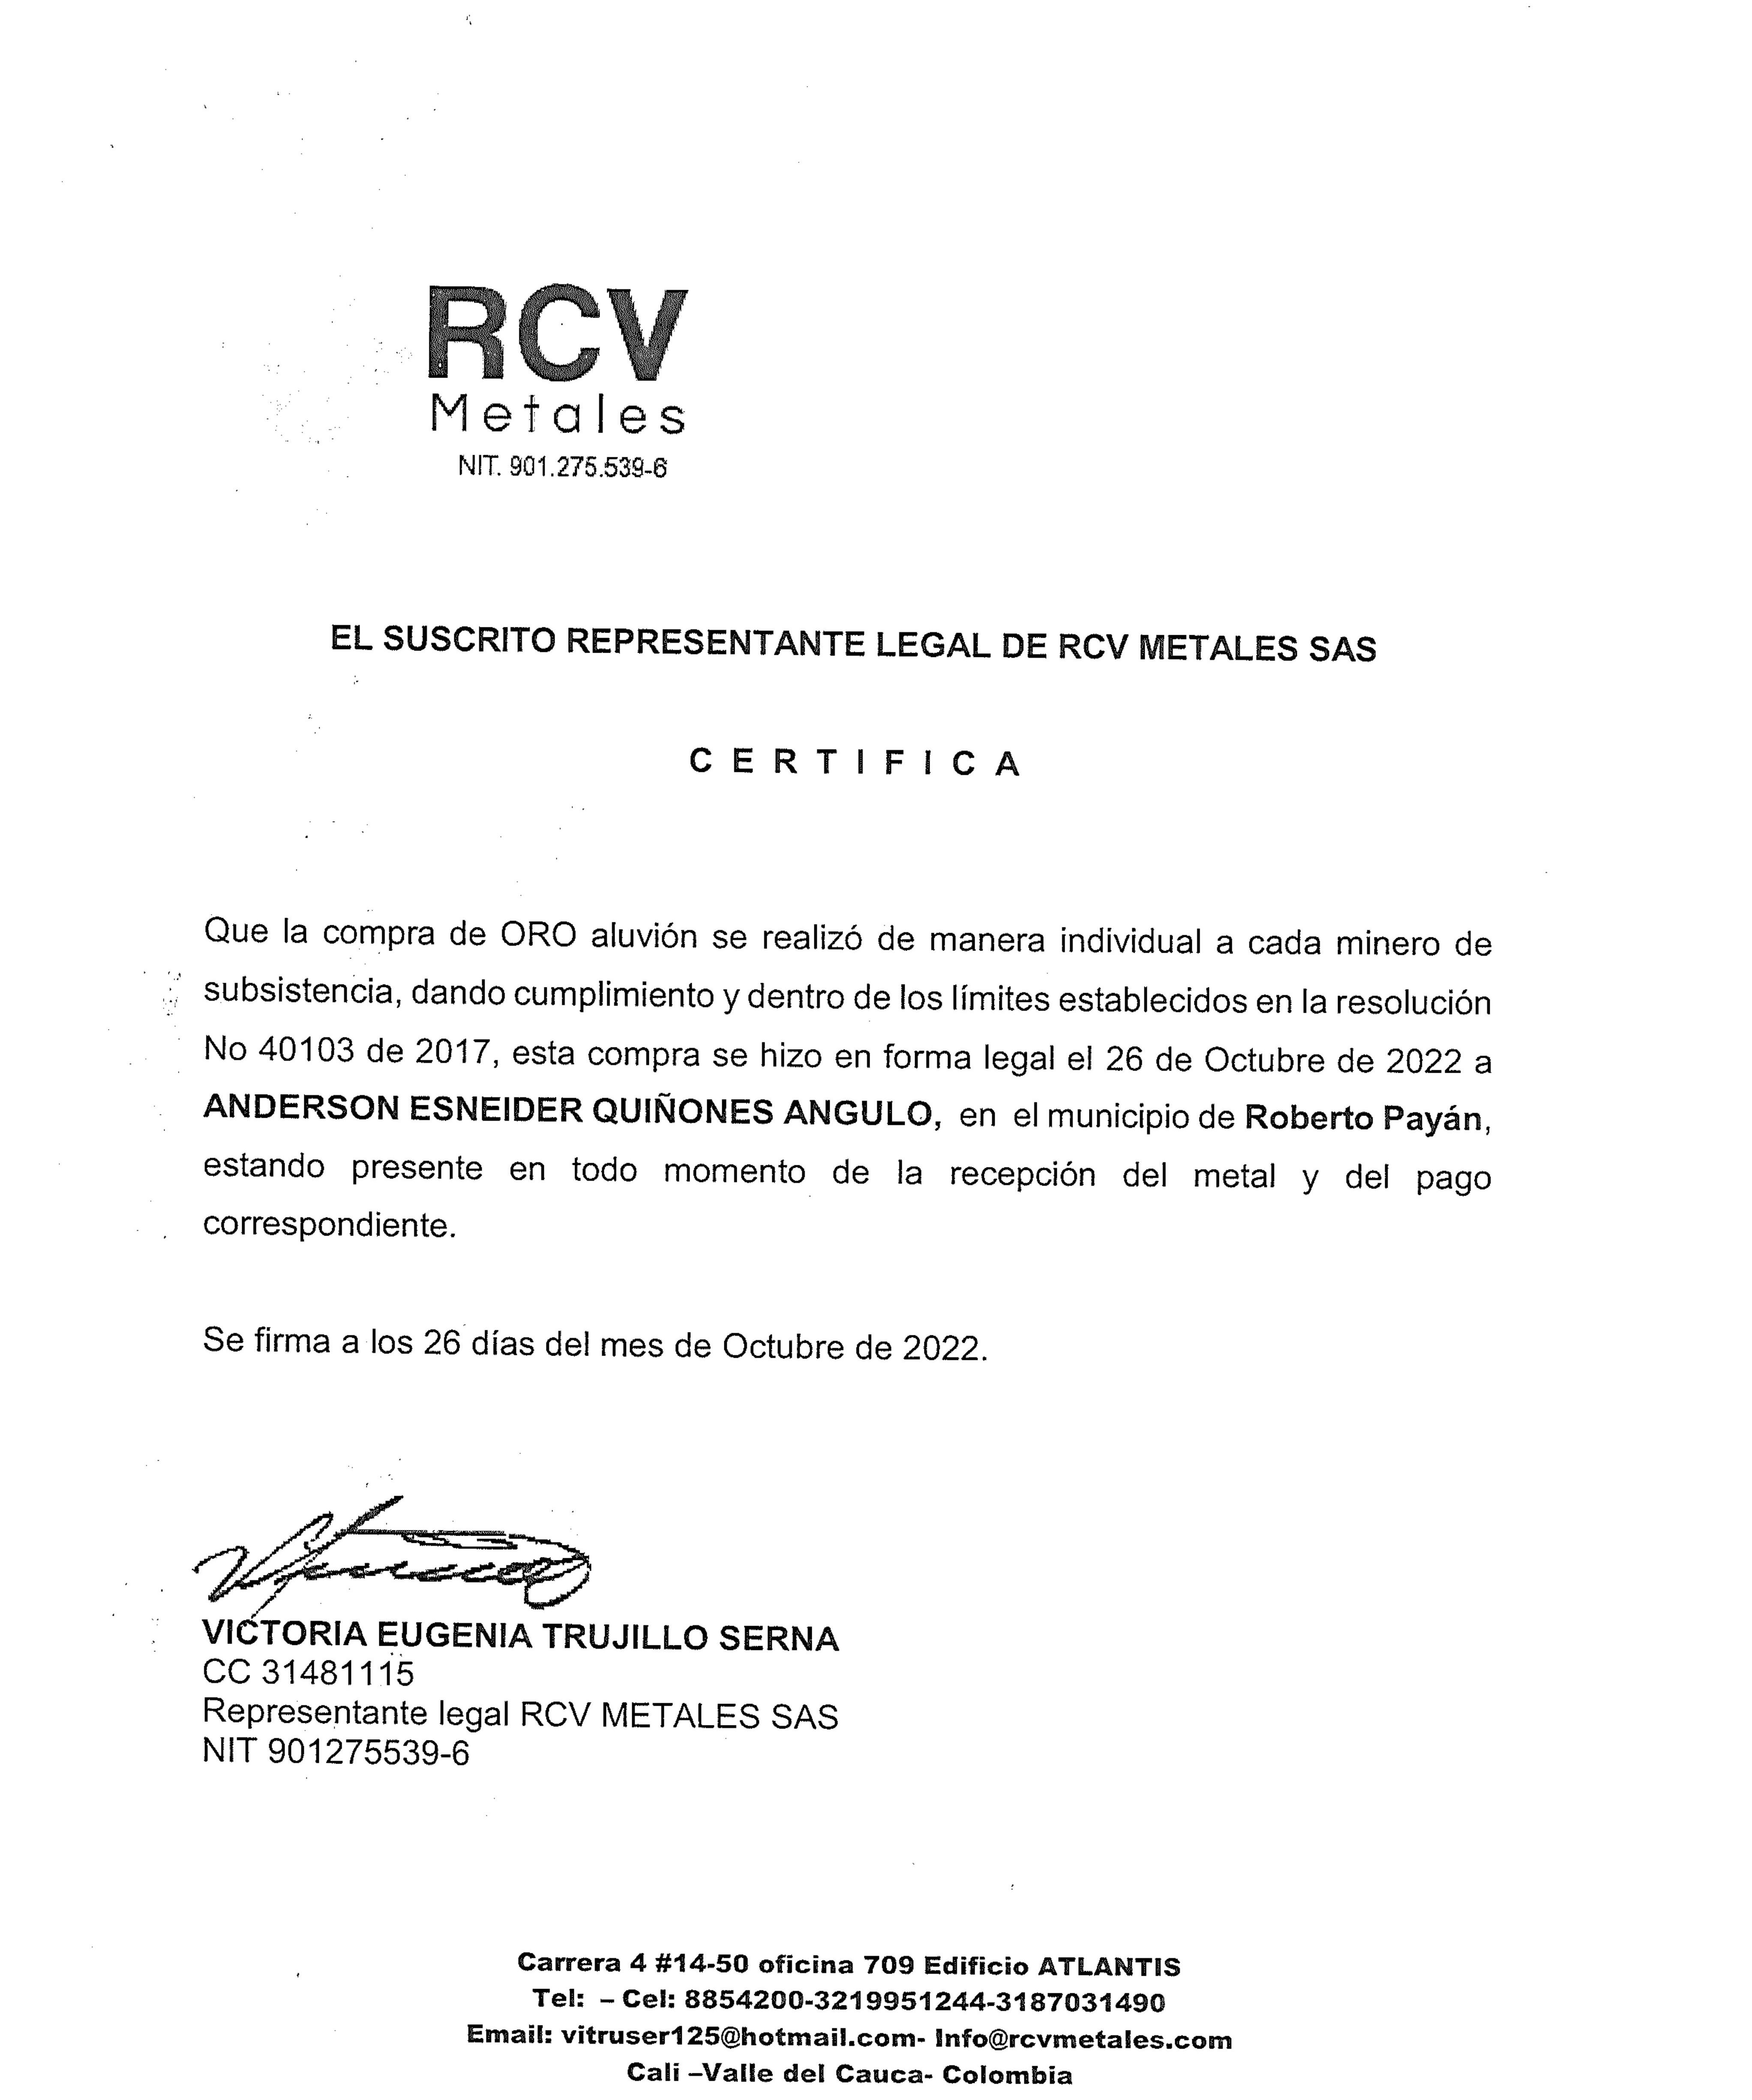 RCV
Metales
NIT. 901.275.539-6
EL SUSCRITO REPRESENTANTE LEGAL DE RCV METALES SAS
C E R T I F I C A
Que la compra de ORO aluvión se realizó de manera individual a cada minero de
subsistencia, dando cumplimiento y dentro de los límites establecidos en la resolución
No 40103 de 2017, esta compra se hizo en forma legal el 26 de Octubre de 2022 a
ANDERSON ESNEIDER QUIÑONES ANGULO, en el municipio de Roberto Payán,
estando presente en todo momento de la recepción del metal y del pago
correspondiente.
Se firma a los 26 días del mes de Octubre de 2022.
VICTORIA EUGENIA TRUJILLO SERNA
CC 31481115
Representante legal RCV METALES SAS
NIT 901275539-6
Carrera 4 #14-50 oficina 709 Edificio ATLANTIS
Tel: – Cel: 8854200-3219951244-3187031490
Email: vitruser125@hotmail.com- Info@rcvmetales.com
Cali –Valle del Cauca- Colombia